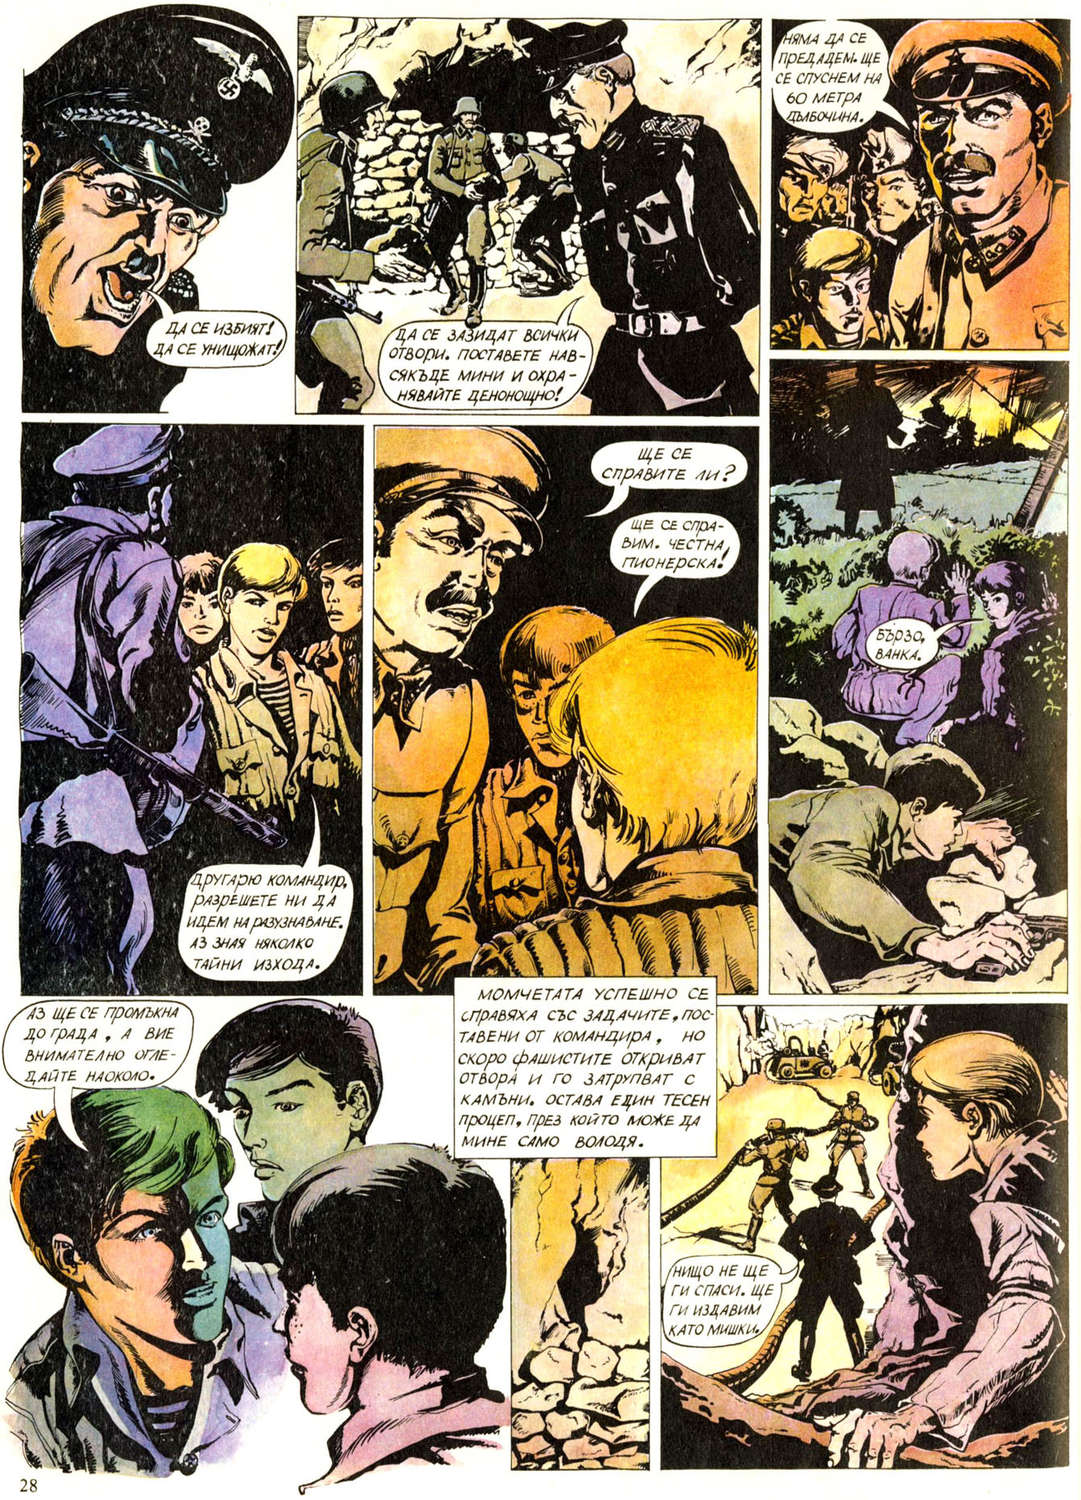 ДА СЕ ИЗБИЯТ!
ДА СЕ УНИЩОЖАТ!
ДА СЕ ЗАЗИДАТ ВСИЧКИ
ОТВОРИ. ПОСТАВЕТЕ НАВ-
СЯКЪДЕ МИНИ И ОХРА-
НЯВАЙТЕ ДЕНОНОЩНО!
НЯМА ДА СЕ
ПРЕДАДЕМ. ЩЕ
СЕ СПУСНЕМ НА
60 МЕТРА
ДЪЛБОЧИНА.
ДРУГАРЮ КОМАНДИР,
РАЗРЕШЕТЕ НИ ДА
ИДЕМ НА РАЗУЗНАВАНЕ.
АЗ ЗНАЯ НЯКОЛКО
ТАЙНИ ИЗХОДА.
ЩЕ СЕ
СПРАВИТЕ ЛИ?
ЩЕ СЕ СПРА-
ВИМ. ЧЕСТНА
ПИОНЕРСКА!
БЪРЗО,
ВАНКА.
АЗ ЩЕ СЕ ПРОМЪКНА
ДО ГРАДА, А ВИЕ
ВНИМАТЕЛНО ОГЛЕ-
ДАЙТЕ НАОКОЛО.
МОМЧЕТАТА УСПЕШНО СЕ
СПРАВЯХА СЪС ЗАДАЧИТЕ, ПОС-
ТАВЕНИ ОТ КОМАНДИРА, НО
СКОРО ФАШИСТИТЕ ОТКРИВАТ
ОТВОРА И ГО ЗАТРУПВАТ С
КАМЪНИ. ОСТАВА ЕДИН ТЕСЕН
ПРОЦЕП, ПРЕЗ КОЙТО МОЖЕ ДА
МИНЕ САМО ВОЛОДЯ.
НИЩО НЕ ЩЕ
ГИ СПАСИ. ЩЕ
ГИ ИЗДАВИМ
КАТО МИШКИ.
28